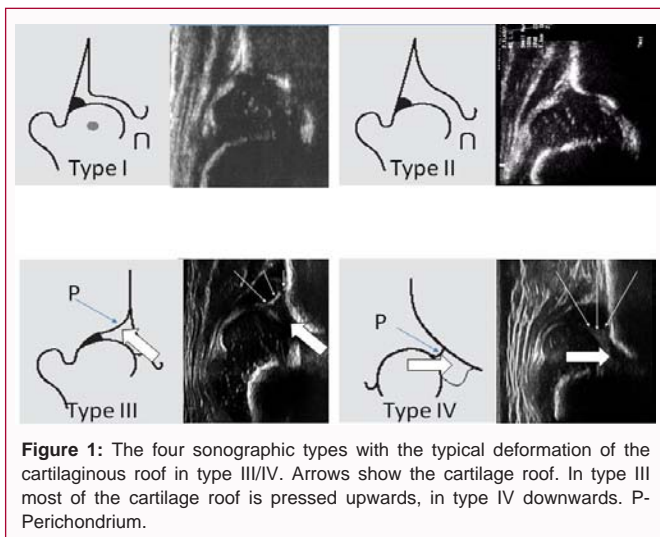 Type I
Type II
P
Type III
P
Type IV
Figure 1: The four sonographic types with the typical deformation of the
cartilaginous roof in type III/IV. Arrows show the cartilage roof. In type III
most of the cartilage roof is pressed upwards, in type IV downwards. P-
Perichondrium.